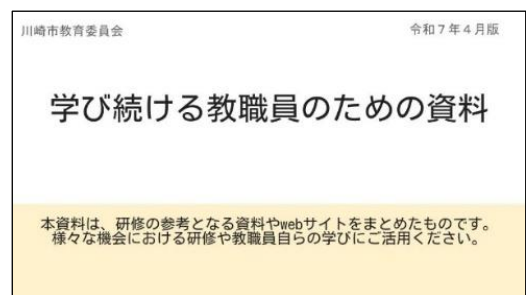 川崎市教育委員会
令和7年4月版
学び続ける教職員のための資料
本資料は、研修の参考となる資料やwebサイトをまとめたものです。
様々な機会における研修や教職員自らの学びにご活用ください。